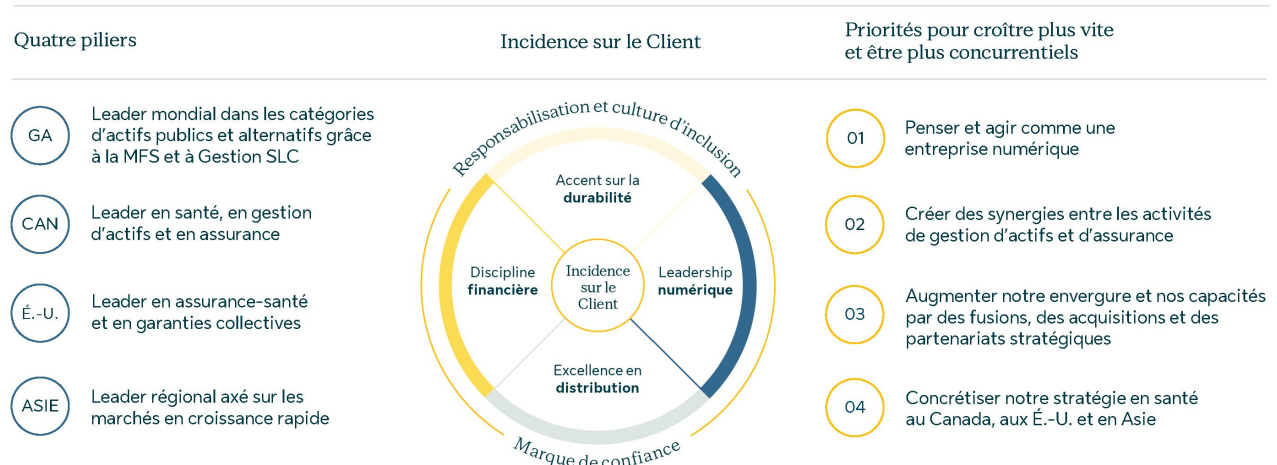 Quatre piliers
GA
Leader mondial dans les catégories
d'actifs publics et alternatifs grâce
à la MFS et à Gestion SLC
CAN
Leader en santé, en gestion
d'actifs et en assurance
É.-U.
Leader en assurance-santé
et en garanties collectives
ASIE
Leader régional axé sur les
marchés en croissance rapide
Incidence sur le Client
Responsabilisation et culture d'inclusion
Accent sur la
durabilité
Discipline
financière
Incidence
sur le
Client
Leadership
numérique
Excellence en
distribution
Marque de confiance
Priorités pour croître plus vite
et être plus concurrentiels
01
Penser et agir comme une
entreprise numérique
02
Créer des synergies entre les activités
de gestion d'actifs et d'assurance
03
Augmenter notre envergure et nos capacités
par des fusions, des acquisitions et des
partenariats stratégiques
04
Concrétiser notre stratégie en santé
au Canada, aux É.-U. et en Asie